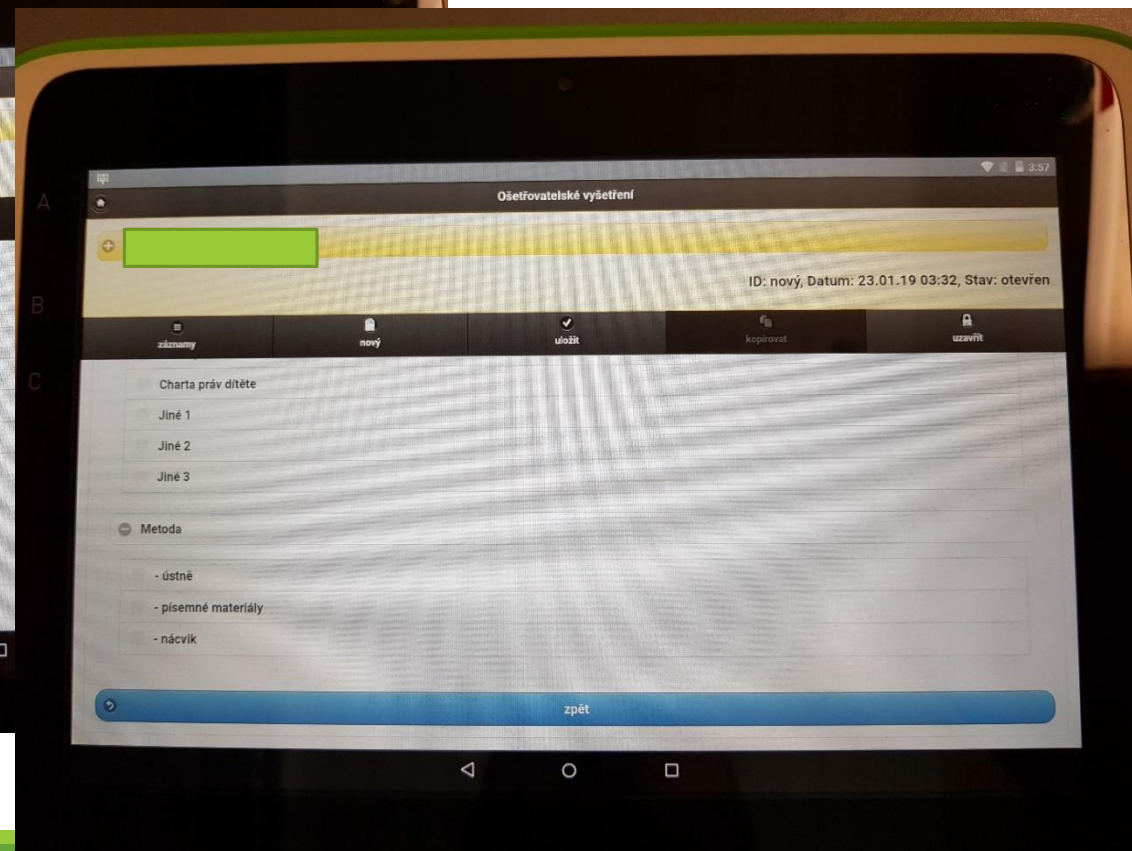 3:57
Ošetřovatelské vyšetření
ID: nový, Datum: 23.01.19 03:32, Stav: otevřen
záznamy nový uložit kopírovat uzavřít
Charta práv dítěte
Jiné 1
Jiné 2
Jiné 3
Metoda
- ústně
- písemné materiály
- nácvik
zpět
A
B
C